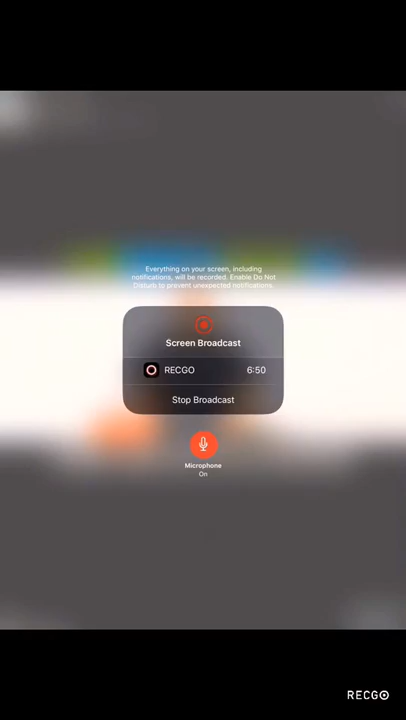 Everything on your screen, including
notifications, will be recorded. Enable Do Not
Disturb to prevent unexpected notifications.
Screen Broadcast
RECGO 6:50
Stop Broadcast
Microphone
On
RECGO